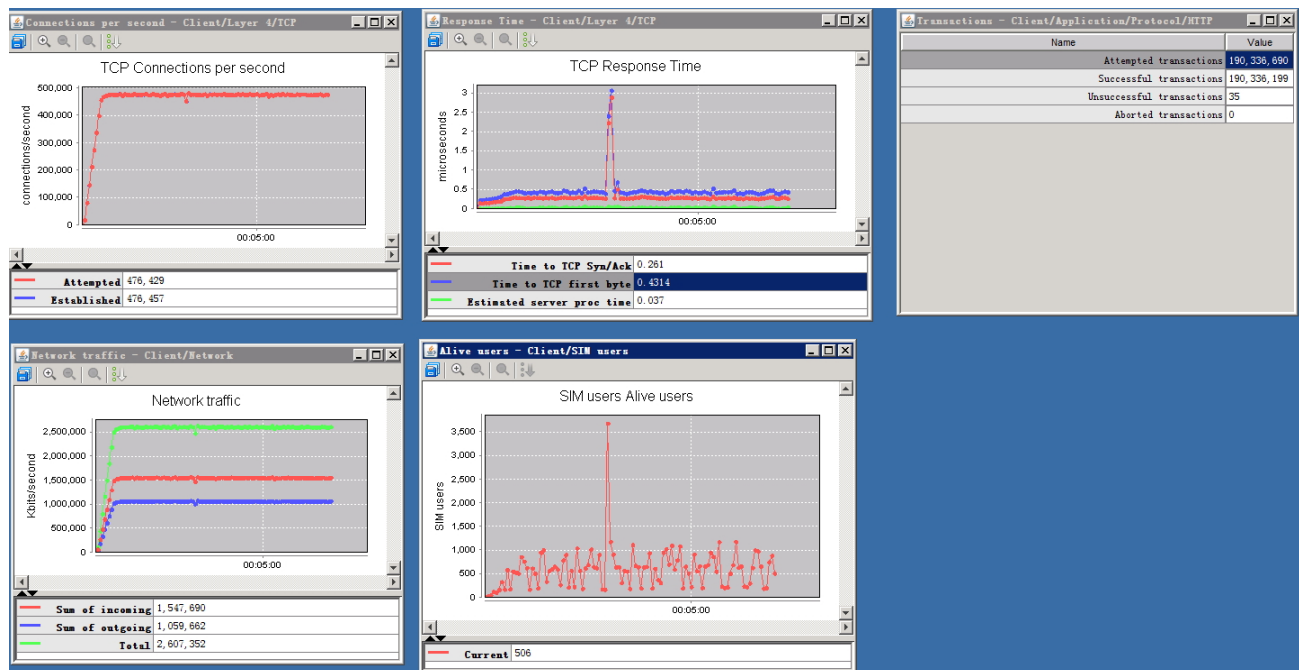 Connections per second - Client/Layer 4/TCP
TCP Connections per second
connections/second
500,000
400,000
300,000
200,000
100,000
0
00:05:00
Attempted 476,429
Established 476,457
Response Time - Client/Layer 4/TCP
TCP Response Time
microseconds
3
2.5
2
1.5
1
0.5
0
00:05:00
Time to TCP Syn/Ack 0.261
Time to TCP first byte 0.4314
Estimated server proc time 0.037
Transactions - Client/Application/Protocol/HTTP
Name Value
Attempted transactions 190,336,690
Successful transactions 190,336,199
Unsuccessful transactions 35
Aborted transactions 0
Network traffic - Client/Network
Network traffic
Kbits/second
2,500,000
2,000,000
1,500,000
1,000,000
500,000
0
00:05:00
Sum of incoming 1,547,690
Sum of outgoing 1,059,662
Total 2,607,352
Alive users - Client/SIM users
SIM users Alive users
SIM users
3,500
3,000
2,500
2,000
1,500
1,000
500
0
00:05:00
Current 506